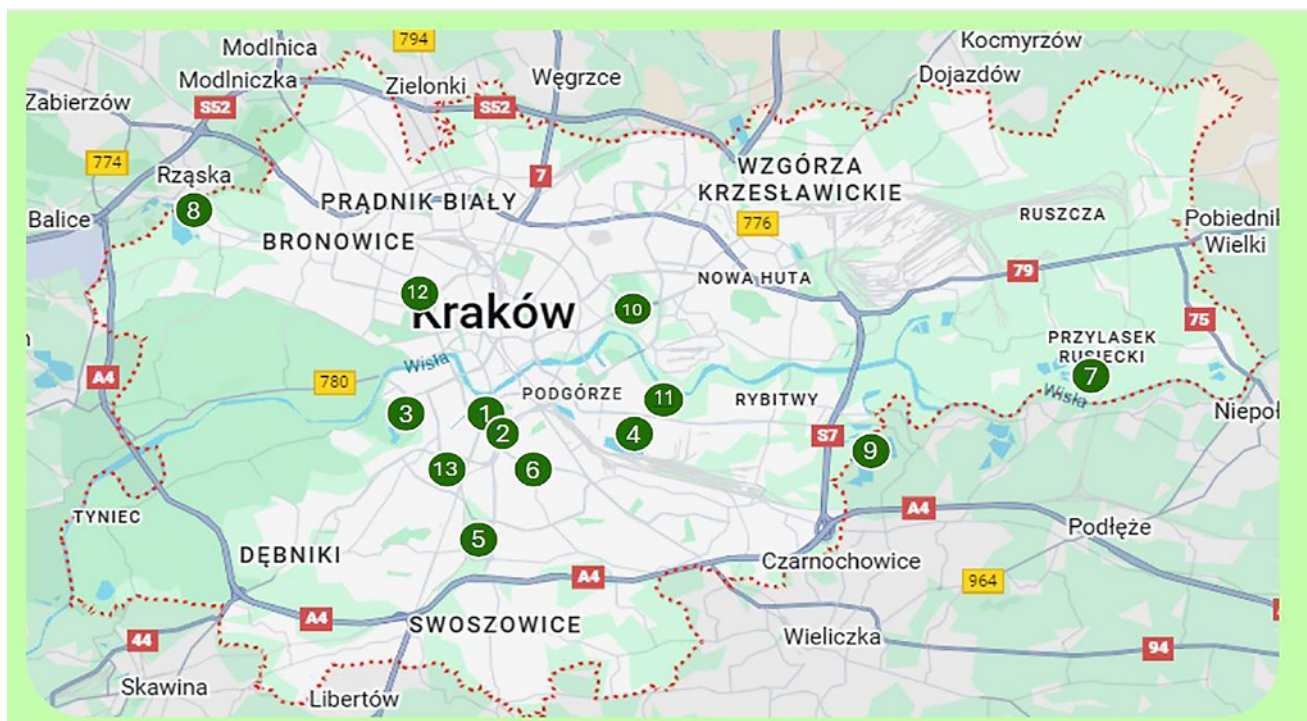 794
Kocmyrzów
Modlnica
Węgrzce
Dojazdów
Modlniczka
Zielonki
Zabierzów
S52
S52
774
Rząska
7
WZGÓRZA
KRZESŁAWICKIE
PRĄDNIK BIAŁY
8
Balice
776
RUSZCZA
Pobiednik
Wielki
BRONOWICE
NOWA HUTA
79
12
Kraków
10
75
PRZYLASEK
RUSIECKI
Wisła
A4
780
7
Wisła
PODGÓRZE
11
RYBITWY
3
1
Niepoł
2
4
S7
9
13
6
A4
TYNIEC
Podłęże
5
DĘBNIKI
Czarnochowice
A4
964
A4
SWOSZOWICE
44
Wieliczka
94
Skawina
Libertów